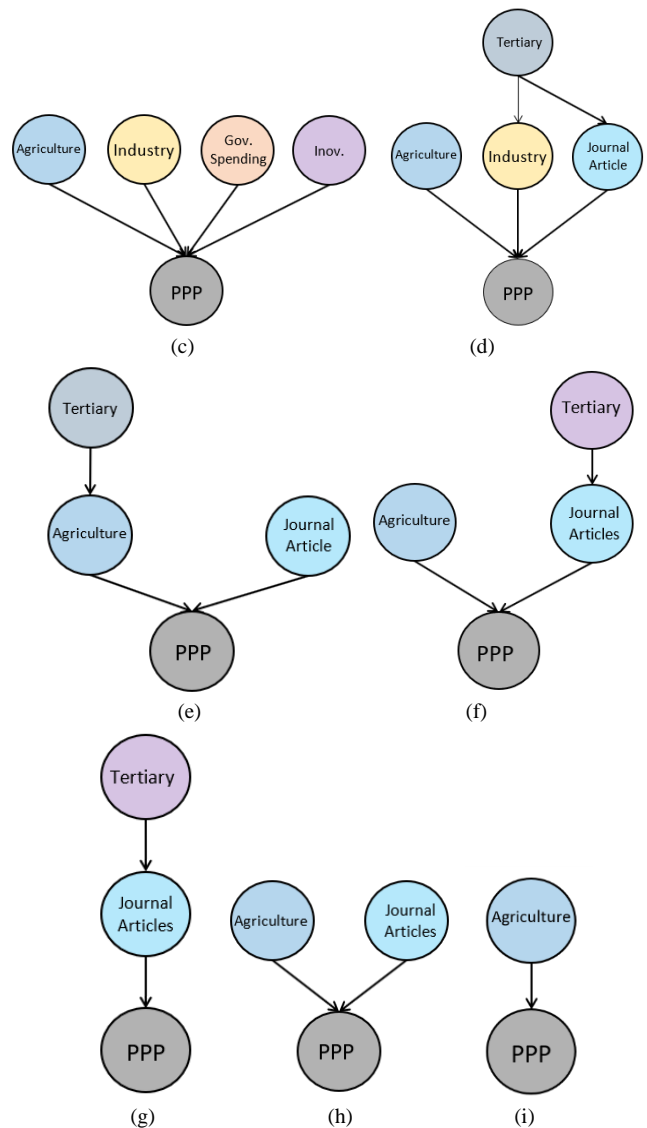 Tertiary
Agriculture
Industry
Gov.
Spending
Inov.
Agriculture
Industry
Journal
Article
PPP
PPP
(c)
(d)
Tertiary
Tertiary
Agriculture
Journal
Article
Agriculture
Journal
Articles
PPP
PPP
(e)
(f)
Tertiary
Journal
Articles
Agriculture
Journal
Articles
Agriculture
PPP
PPP
PPP
(g)
(h)
(i)